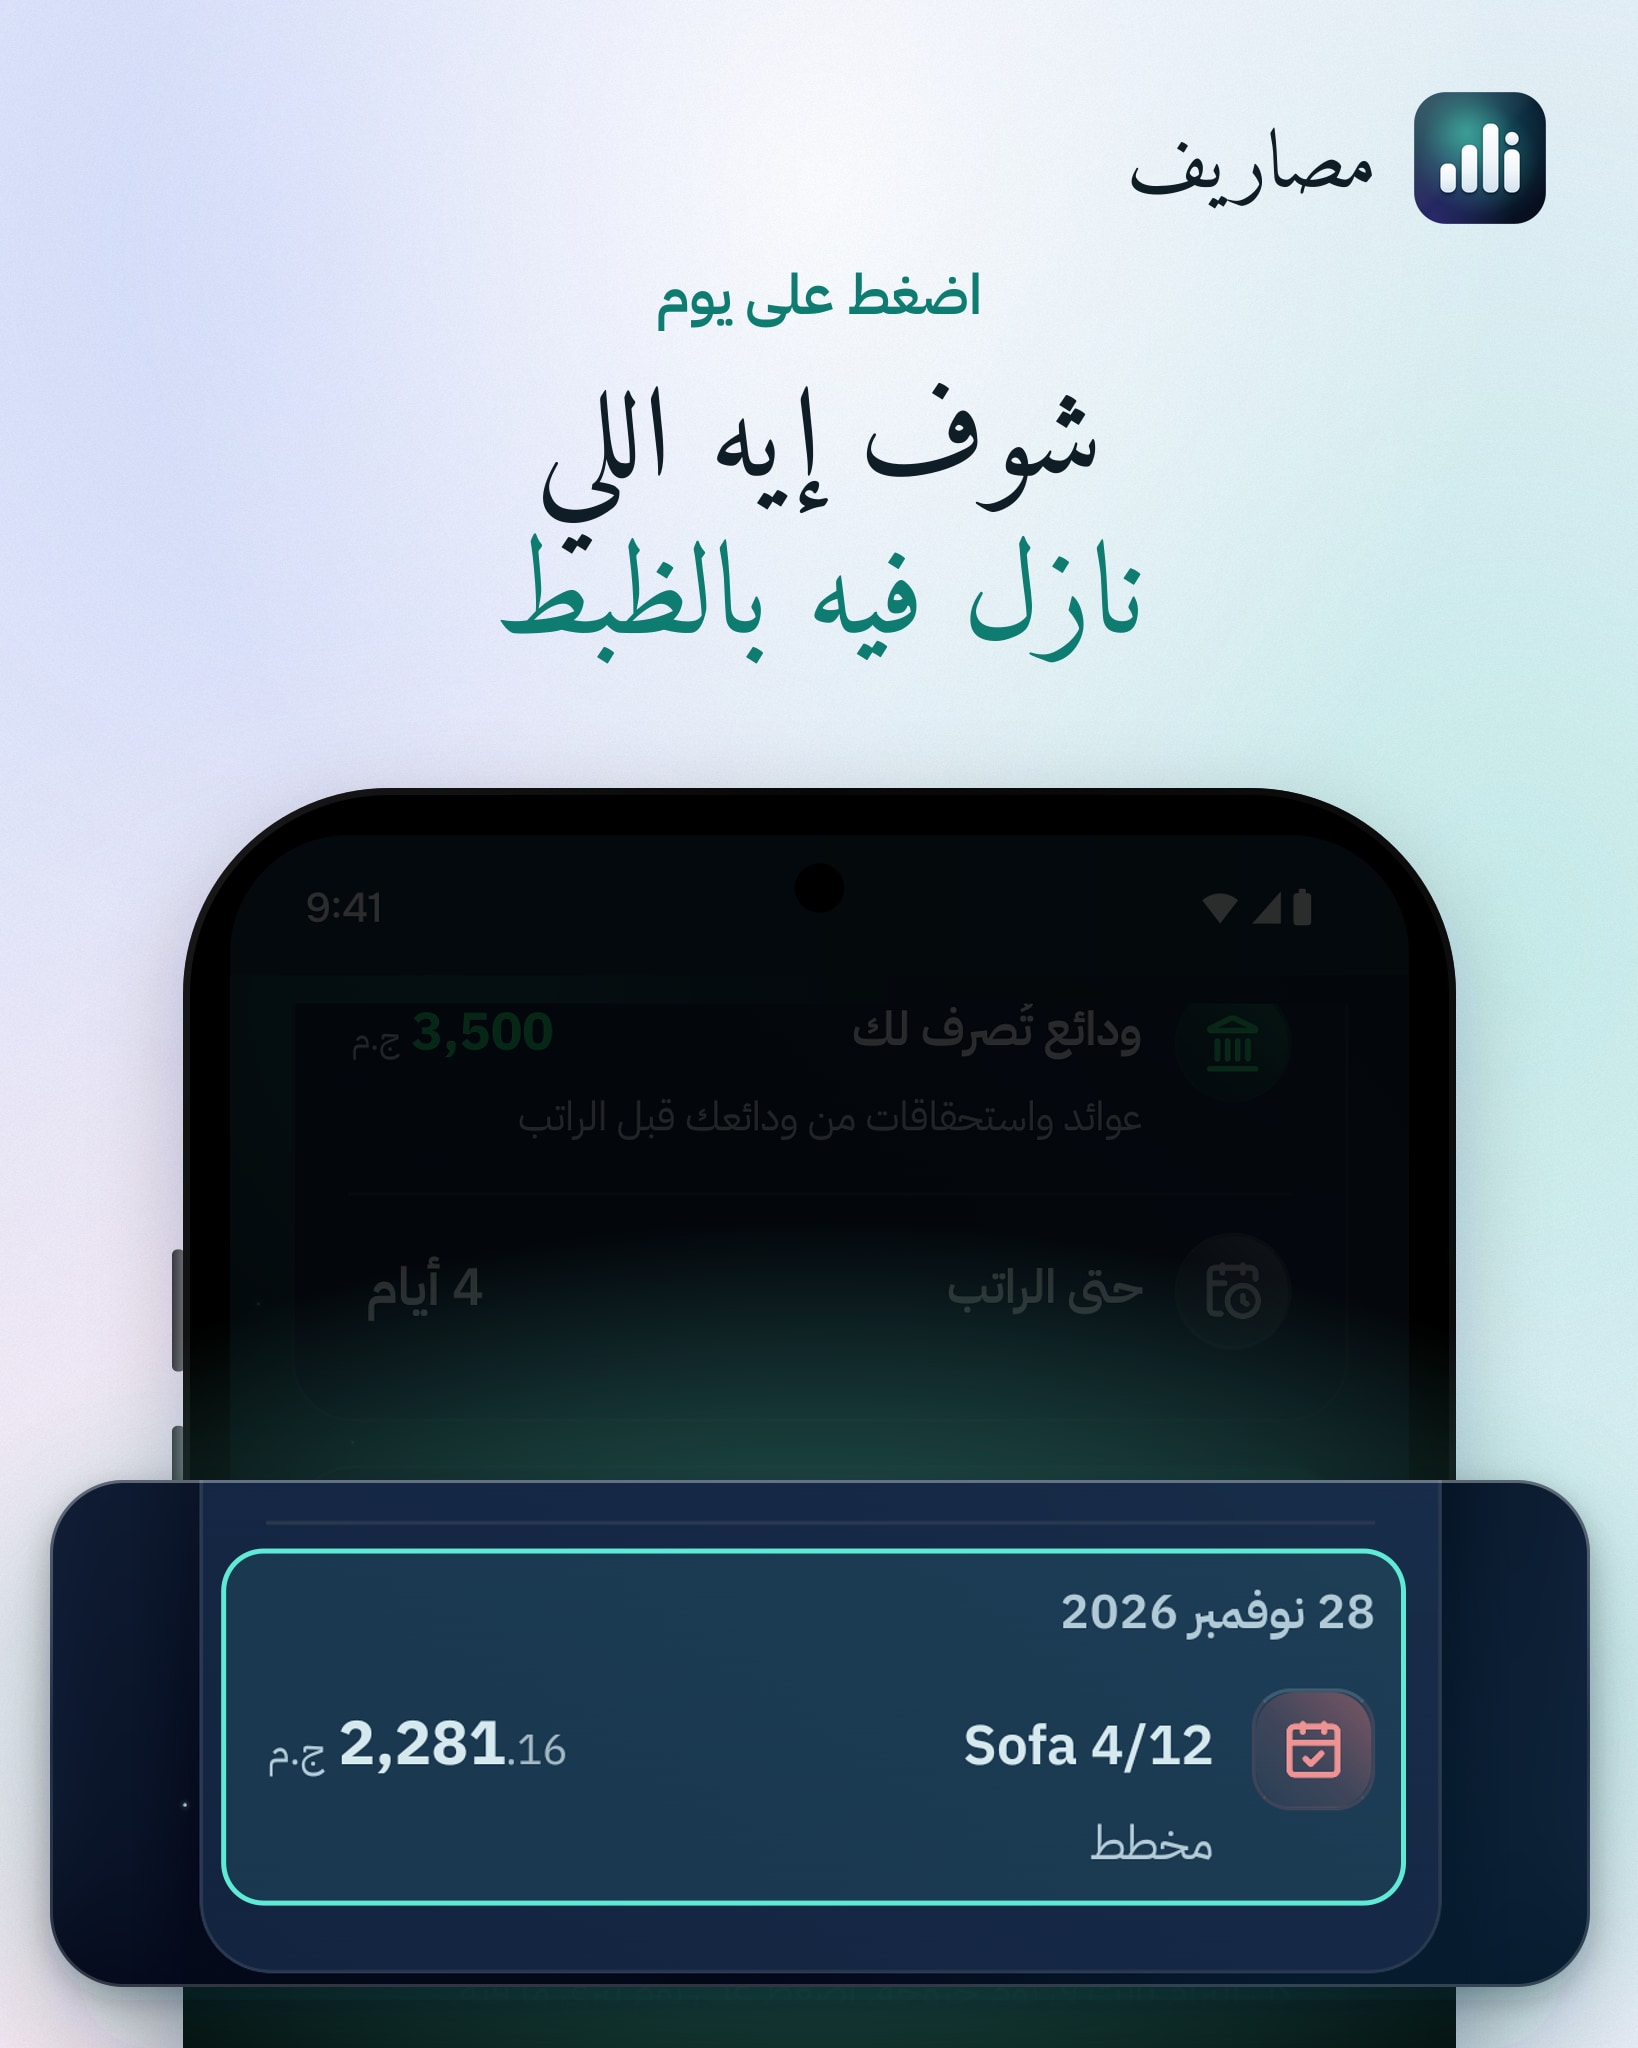 مصاريف
اضغط على يوم
شوف إيه اللي
نازل فيه بالظبط
9:41
ودائع تُصرف لك 3,500 ج.م
عوائد واستحقاقات من ودائعك قبل الراتب
حتى الراتب 4 أيام
28 نوفمبر 2026
Sofa 4/12 2,281.16 ج.م
مخطط